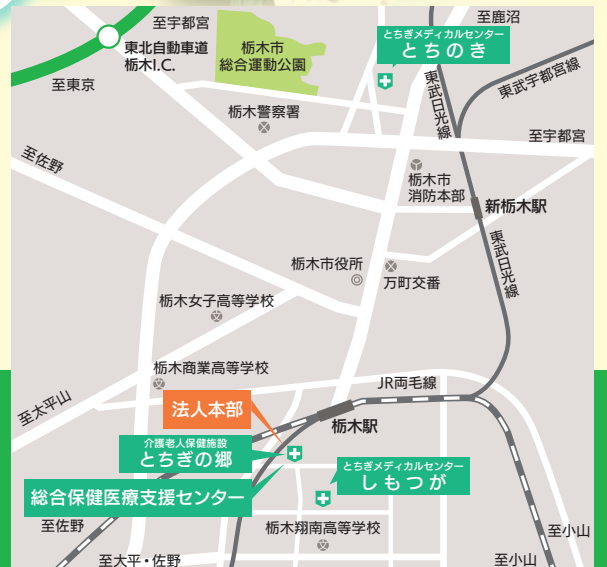 至宇都宮
至鹿沼
東北自動車道
栃木I.C.
栃木市
総合運動公園
とちぎメディカルセンター
とちのき
至東京
東武日光線
東武宇都宮線
栃木警察署
至宇都宮
至佐野
栃木市
消防本部
新栃木駅
東武日光線
栃木市役所
万町交番
栃木女子高等学校
栃木商業高等学校
JR両毛線
至太平山
法人本部
栃木駅
介護老人保健施設
とちぎの郷
とちぎメディカルセンター
しもつが
総合保健医療支援センター
至佐野
栃木翔南高等学校
至小山
至大平・佐野
至小山